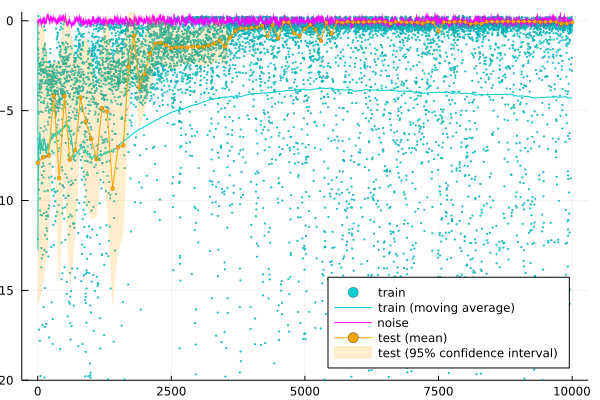 0
-5
10
15
20
0 2500 5000 7500 10000
train
train (moving average)
noise
test (mean)
test (95% confidence interval)